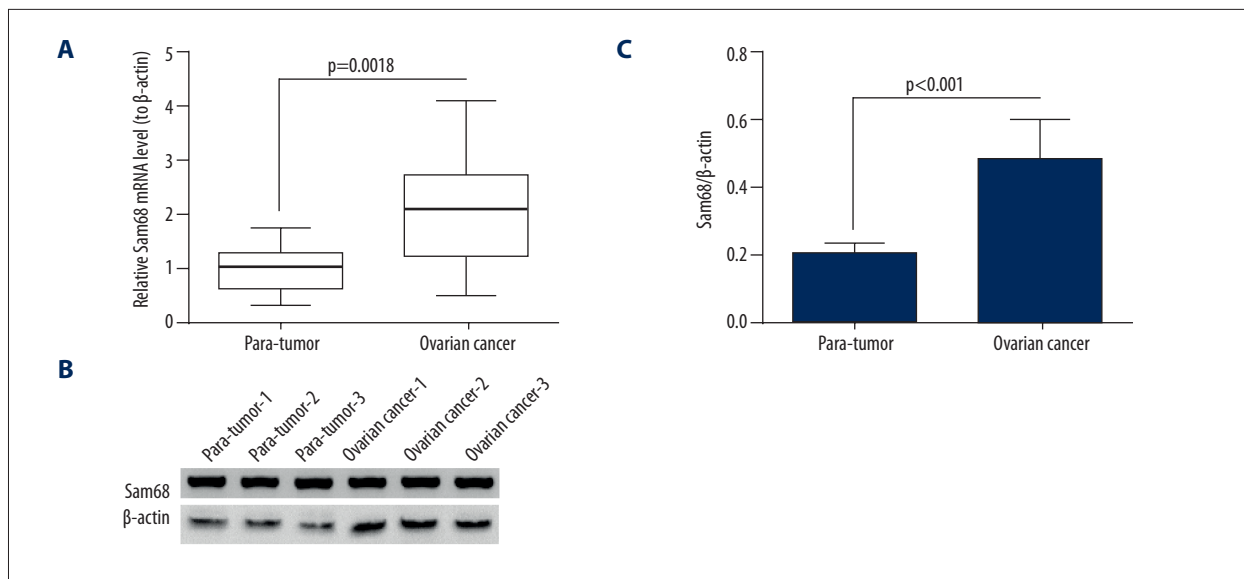 A
Relative Sam68 mRNA level (to β-actin)
5
4
3
2
1
0
p=0.0018
Para-tumor
Ovarian cancer
C
Sam68/β-actin
0.8
0.6
0.4
0.2
0.0
p<0.001
Para-tumor
Ovarian cancer
B
Para-tumor-1
Para-tumor-2
Para-tumor-3
Ovarian cancer-1
Ovarian cancer-2
Ovarian cancer-3
Sam68
β-actin